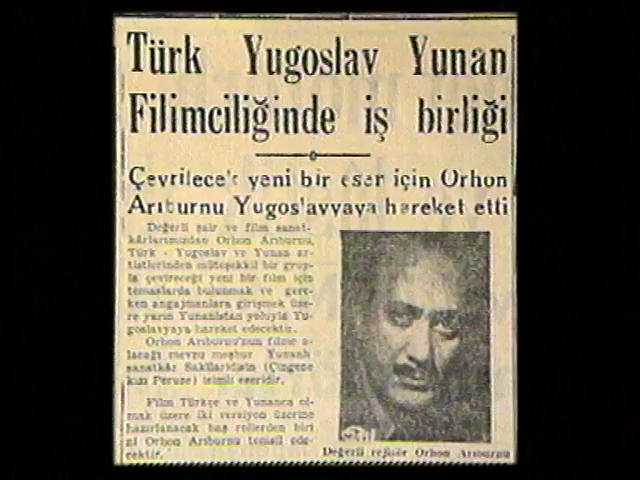 Türk Yugoslav Yunan
Filimciliğinde iş birliği
Çevrilecek yeni bir eser için Orhon
Arıburnu Yugoslavyaya hareket etti
Değerli şair ve film sanat-
kârlarımızdan Orhon Arıburnu,
Türk - Yugoslav ve Yunan ar-
tistlerinden müteşekkil bir grup-
la çevireceği yeni bir film için
temaslarda bulunmak ve gere-
ken angajmanlara girişmek üze-
re yarın Yunanistan yoluyla Yu-
goslavyaya hareket edecektir.
Orhon Arıburnu'nun filme a-
lacağı mevzu meşhur Yunanlı
sanatkâr Sakilaridisin (Çingene
kızı Peruze) isimli eseridir.
Film Türkçe ve Yunanca ol-
mak üzere iki versiyon üzerine
hazırlanacak baş rollerden biri
ni Orhon Arıburnu temsil ede-
cektir.
Değerli rejisör Orhon Arıburnu